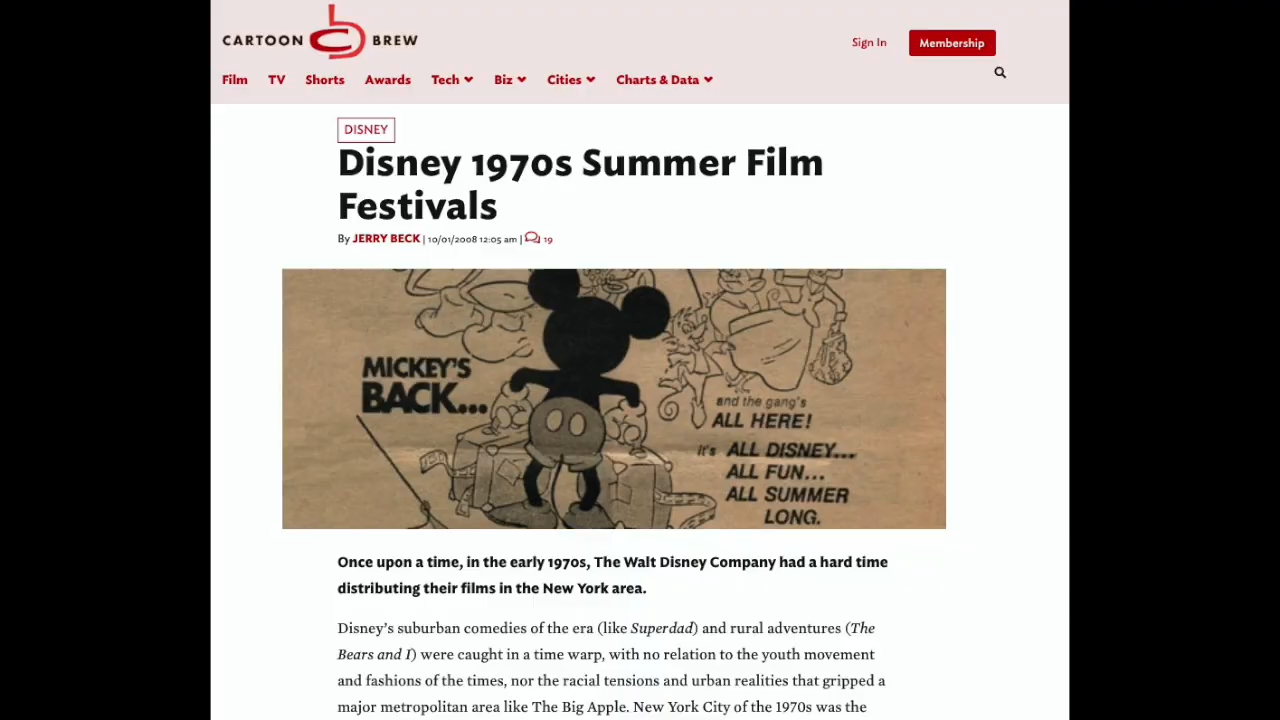 CARTOON BREW
Sign In
Membership
Film TV Shorts Awards Tech Biz Cities Charts & Data
DISNEY
Disney 1970s Summer Film
Festivals
By JERRY BECK | 10/01/2008 12:05 am | 19
MICKEY'S
BACK...
and the gang's
ALL HERE!
it's ALL DISNEY...
ALL FUN...
ALL SUMMER
LONG.
Once upon a time, in the early 1970s, The Walt Disney Company had a hard time
distributing their films in the New York area.
Disney's suburban comedies of the era (like Superdad) and rural adventures (The
Bears and I) were caught in a time warp, with no relation to the youth movement
and fashions of the times, nor the racial tensions and urban realities that gripped a
major metropolitan area like The Big Apple. New York City of the 1970s was the